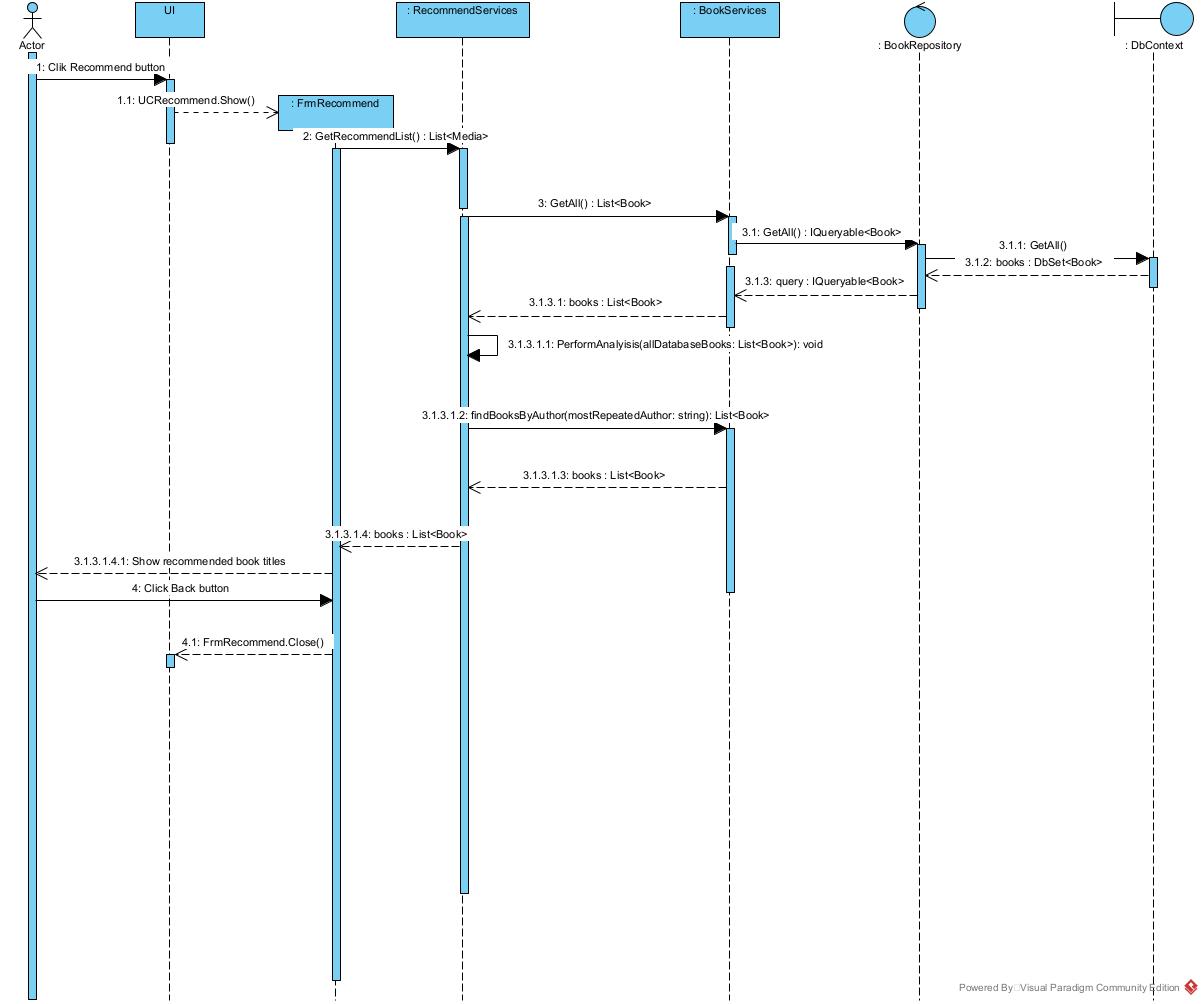 UI
: RecommendServices
: BookServices
Actor
: BookRepository
: DbContext
1: Clik Recommend button
1.1: UCRecommend.Show()
: FrmRecommend
2: GetRecommendList() : List<Media>
3: GetAll() : List<Book>
3.1: GetAll() : IQueryable<Book>
3.1.1: GetAll()
3.1.2: books : DbSet<Book>
3.1.3: query : IQueryable<Book>
3.1.3.1: books : List<Book>
3.1.3.1.1: PerformAnalyisis(allDatabaseBooks: List<Book>): void
3.1.3.1.2: findBooksByAuthor(mostRepeatedAuthor: string): List<Book>
3.1.3.1.3: books : List<Book>
3.1.3.1.4: books : List<Book>
3.1.3.1.4.1: Show recommended book titles
4: Click Back button
4.1: FrmRecommend.Close()
Powered By Visual Paradigm Community Edition